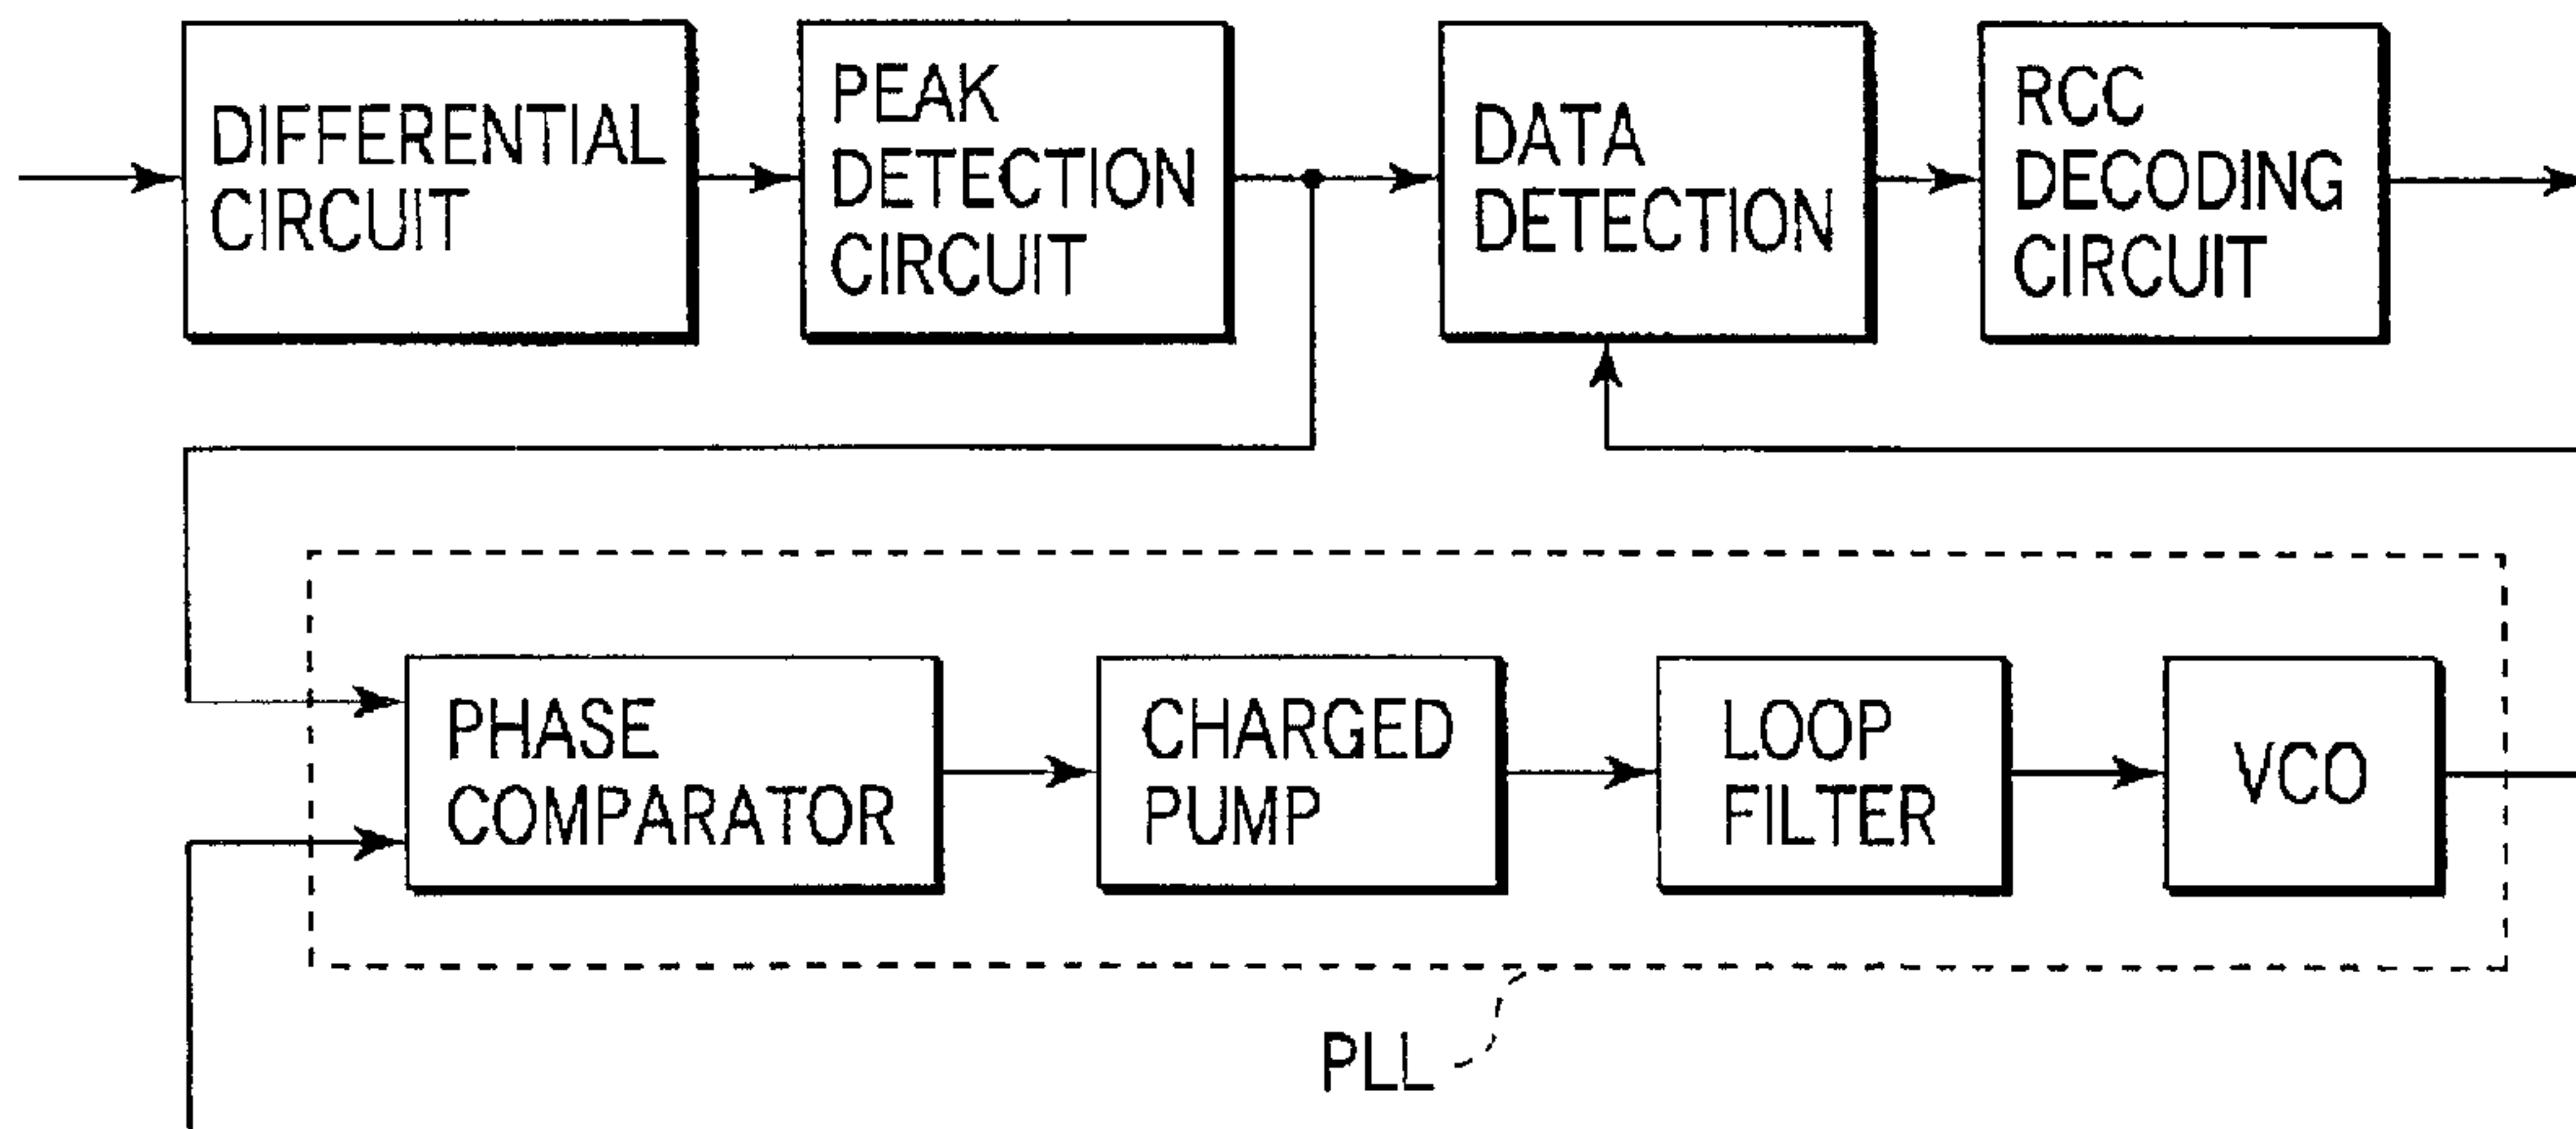 DIFFERENTIAL
CIRCUIT
PEAK
DETECTION
CIRCUIT
DATA
DETECTION
RCC
DECODING
CIRCUIT
PHASE
COMPARATOR
CHARGED
PUMP
LOOP
FILTER
VCO
PLL